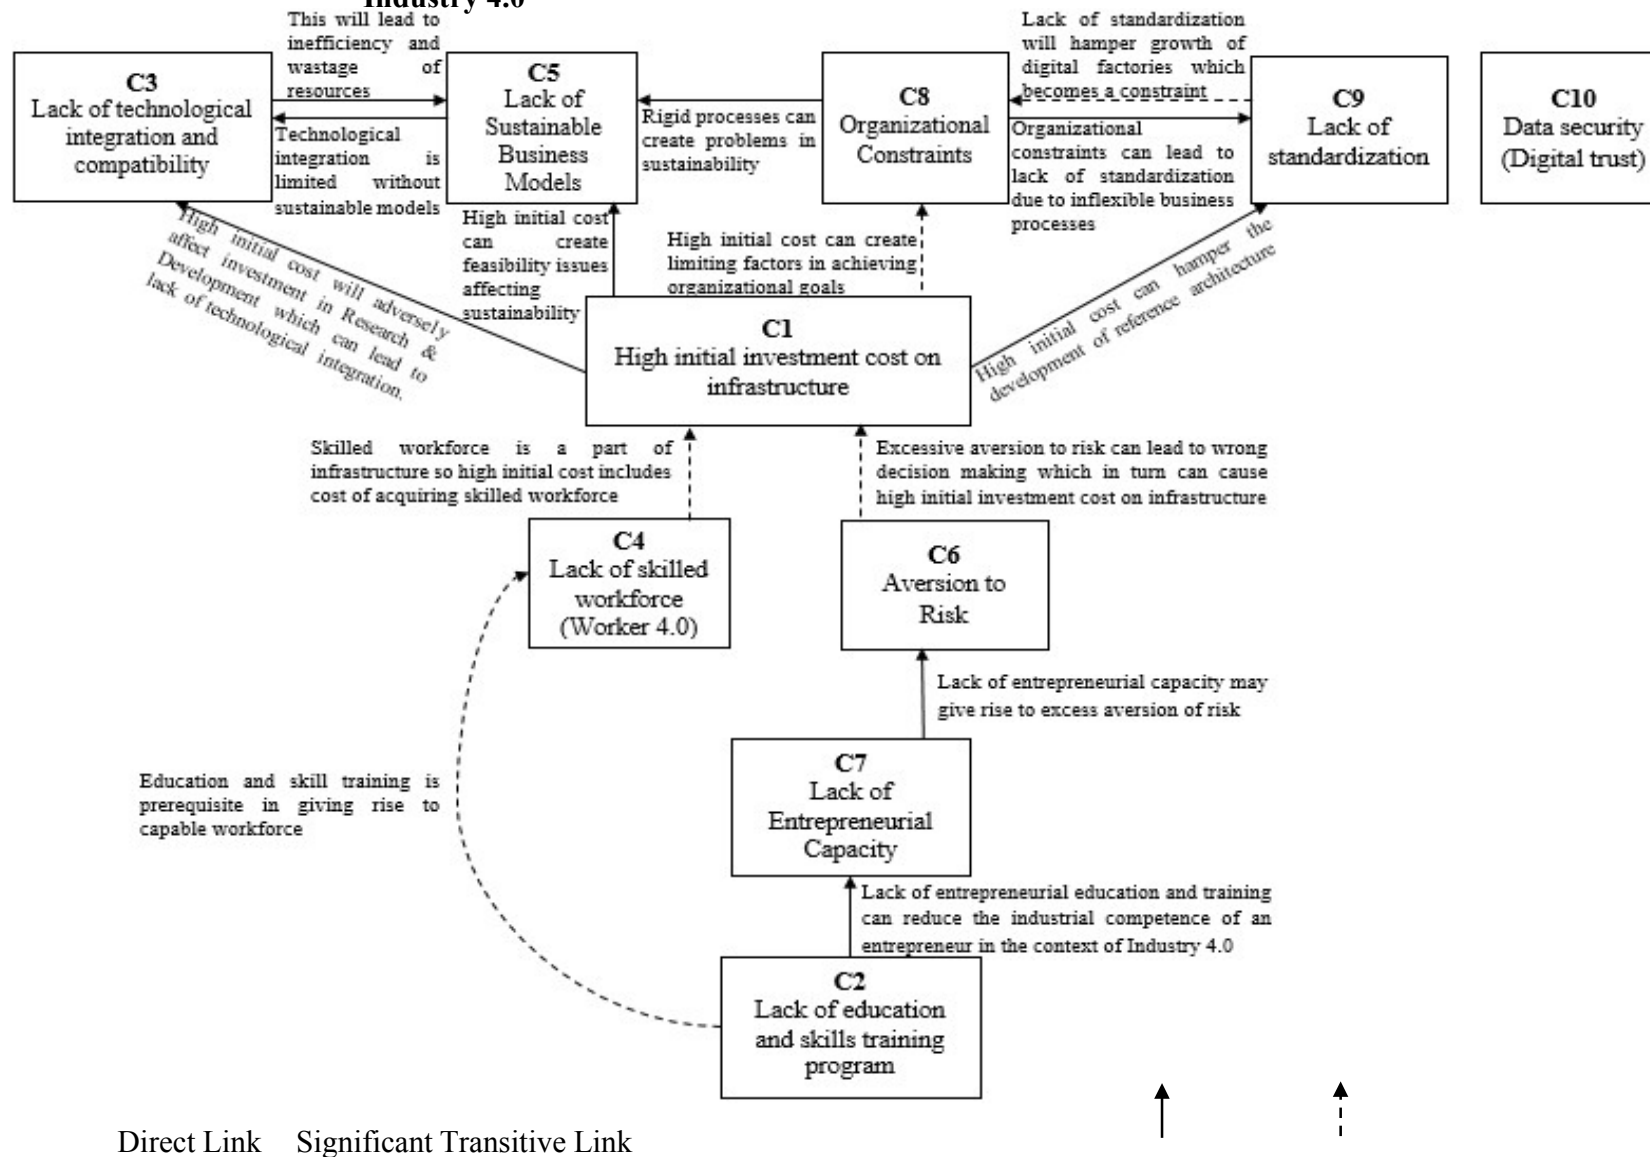 Industry 4.0
This will lead to
inefficiency and
wastage of
resources
Lack of standardization
will hamper growth of
digital factories which
becomes a constraint
C3
Lack of technological
integration and
compatibility
C5
Lack of
Sustainable
Business
Models
C8
Organizational
Constraints
C9
Lack of
standardization
C10
Data security
(Digital trust)
Technological
integration is
limited without
sustainable models
Rigid processes can
create problems in
sustainability
Organizational
constraints can lead to
lack of standardization
due to inflexible business
processes
High initial cost will adversely
affect investment in Research &
Development which can lead to
lack of technological integration.
High initial cost
can create
feasibility issues
affecting
sustainability
High initial cost can create
limiting factors in achieving
organizational goals
High initial cost can hamper the
development of reference architecture
C1
High initial investment cost on
infrastructure
Skilled workforce is a part of
infrastructure so high initial cost includes
cost of acquiring skilled workforce
Excessive aversion to risk can lead to wrong
decision making which in turn can cause
high initial investment cost on infrastructure
C4
Lack of skilled
workforce
(Worker 4.0)
C6
Aversion to
Risk
Lack of entrepreneurial capacity may
give rise to excess aversion of risk
Education and skill training is
prerequisite in giving rise to
capable workforce
C7
Lack of
Entrepreneurial
Capacity
Lack of entrepreneurial education and training
can reduce the industrial competence of an
entrepreneur in the context of Industry 4.0
C2
Lack of education
and skills training
program
Direct Link Significant Transitive Link